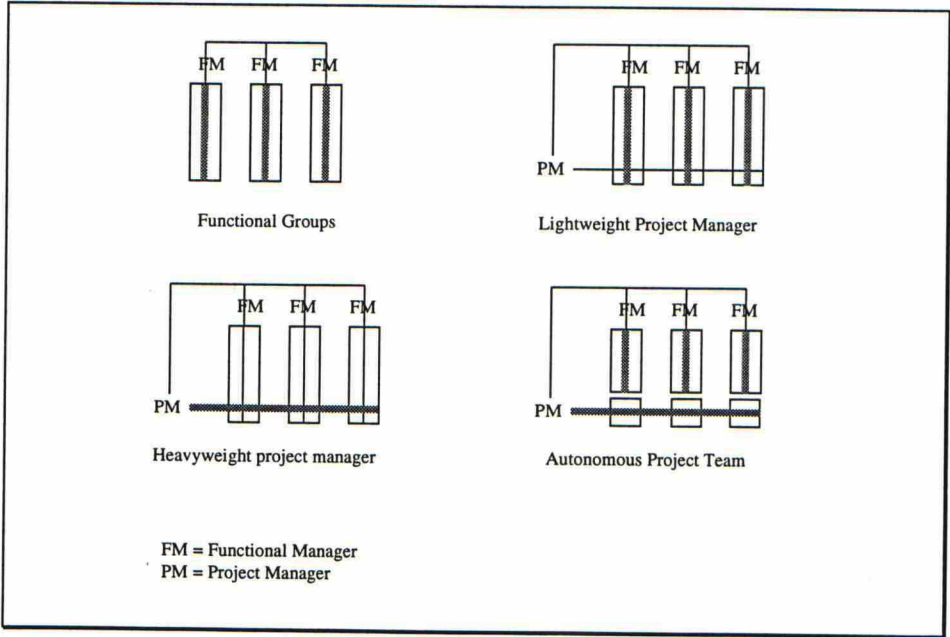 FM FM FM
Functional Groups
FM FM FM
PM
Lightweight Project Manager
FM FM FM
PM
Heavyweight project manager
FM FM FM
PM
Autonomous Project Team
FM = Functional Manager
PM = Project Manager